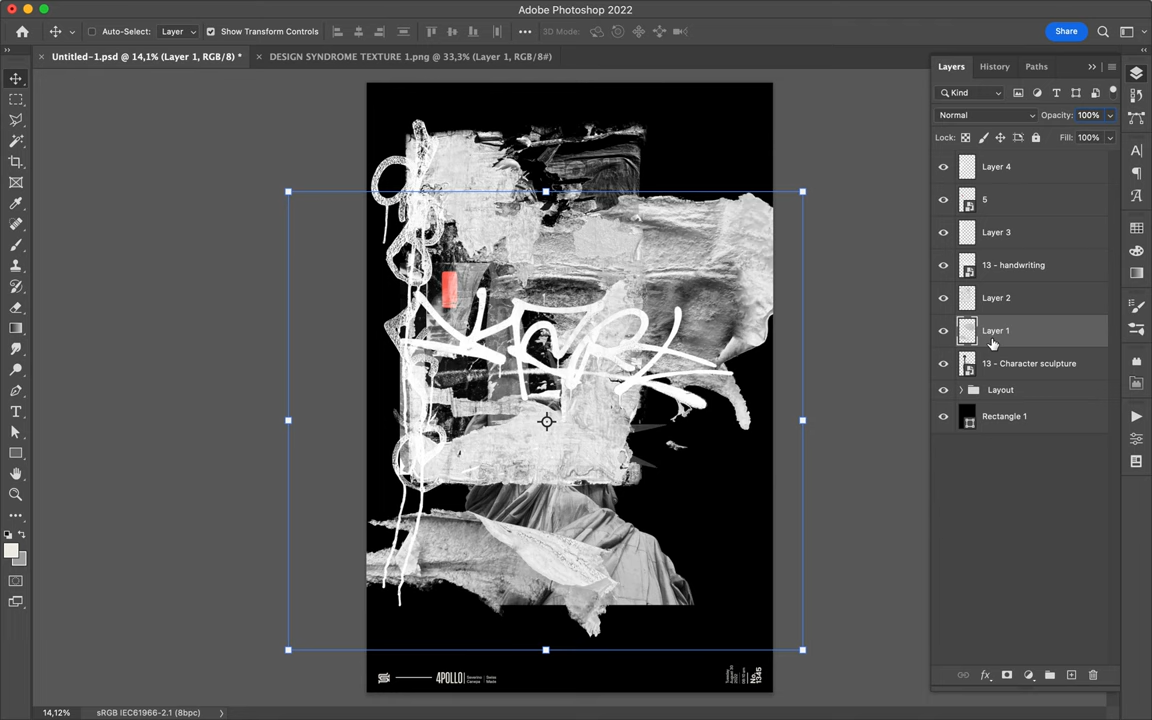 Adobe Photoshop 2022
Auto-Select: Layer Show Transform Controls 3D Mode: Share
Untitled-1.psd @ 14,1% (Layer 1, RGB/8) *
DESIGN SYNDROME TEXTURE 1.png @ 33,3% (Layer 1, RGB/8#)
Layers History Paths
Kind
Normal Opacity: 100%
Lock: Fill: 100%
Layer 4
5
Layer 3
13 - handwriting
Layer 2
Layer 1
13 - Character sculpture
Layout
Rectangle 1
4POLLO
No.
1345
14,12% sRGB IEC61966-2.1 (8bpc)